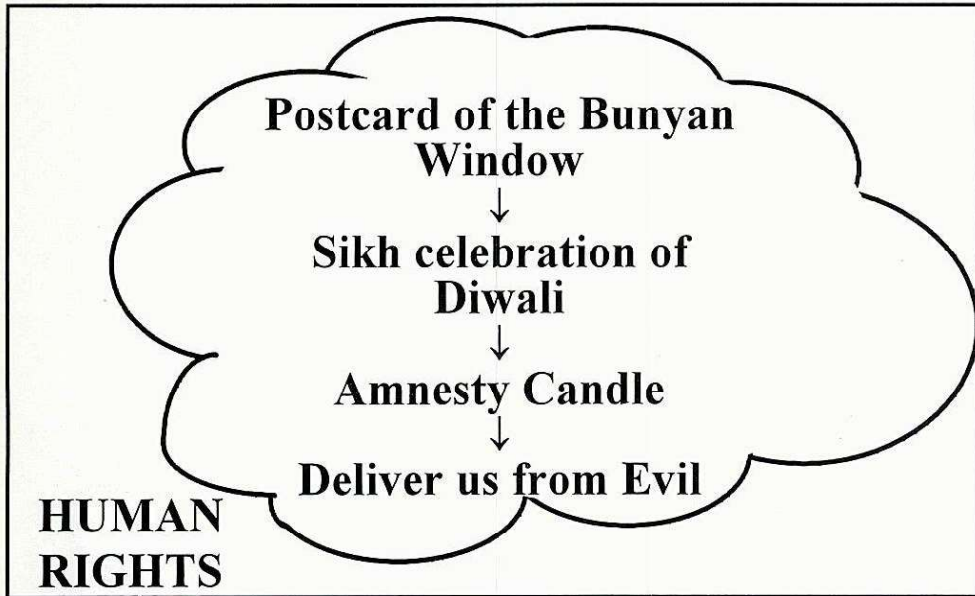 Postcard of the Bunyan
Window
↓
Sikh celebration of
Diwali
↓
Amnesty Candle
↓
Deliver us from Evil
HUMAN
RIGHTS